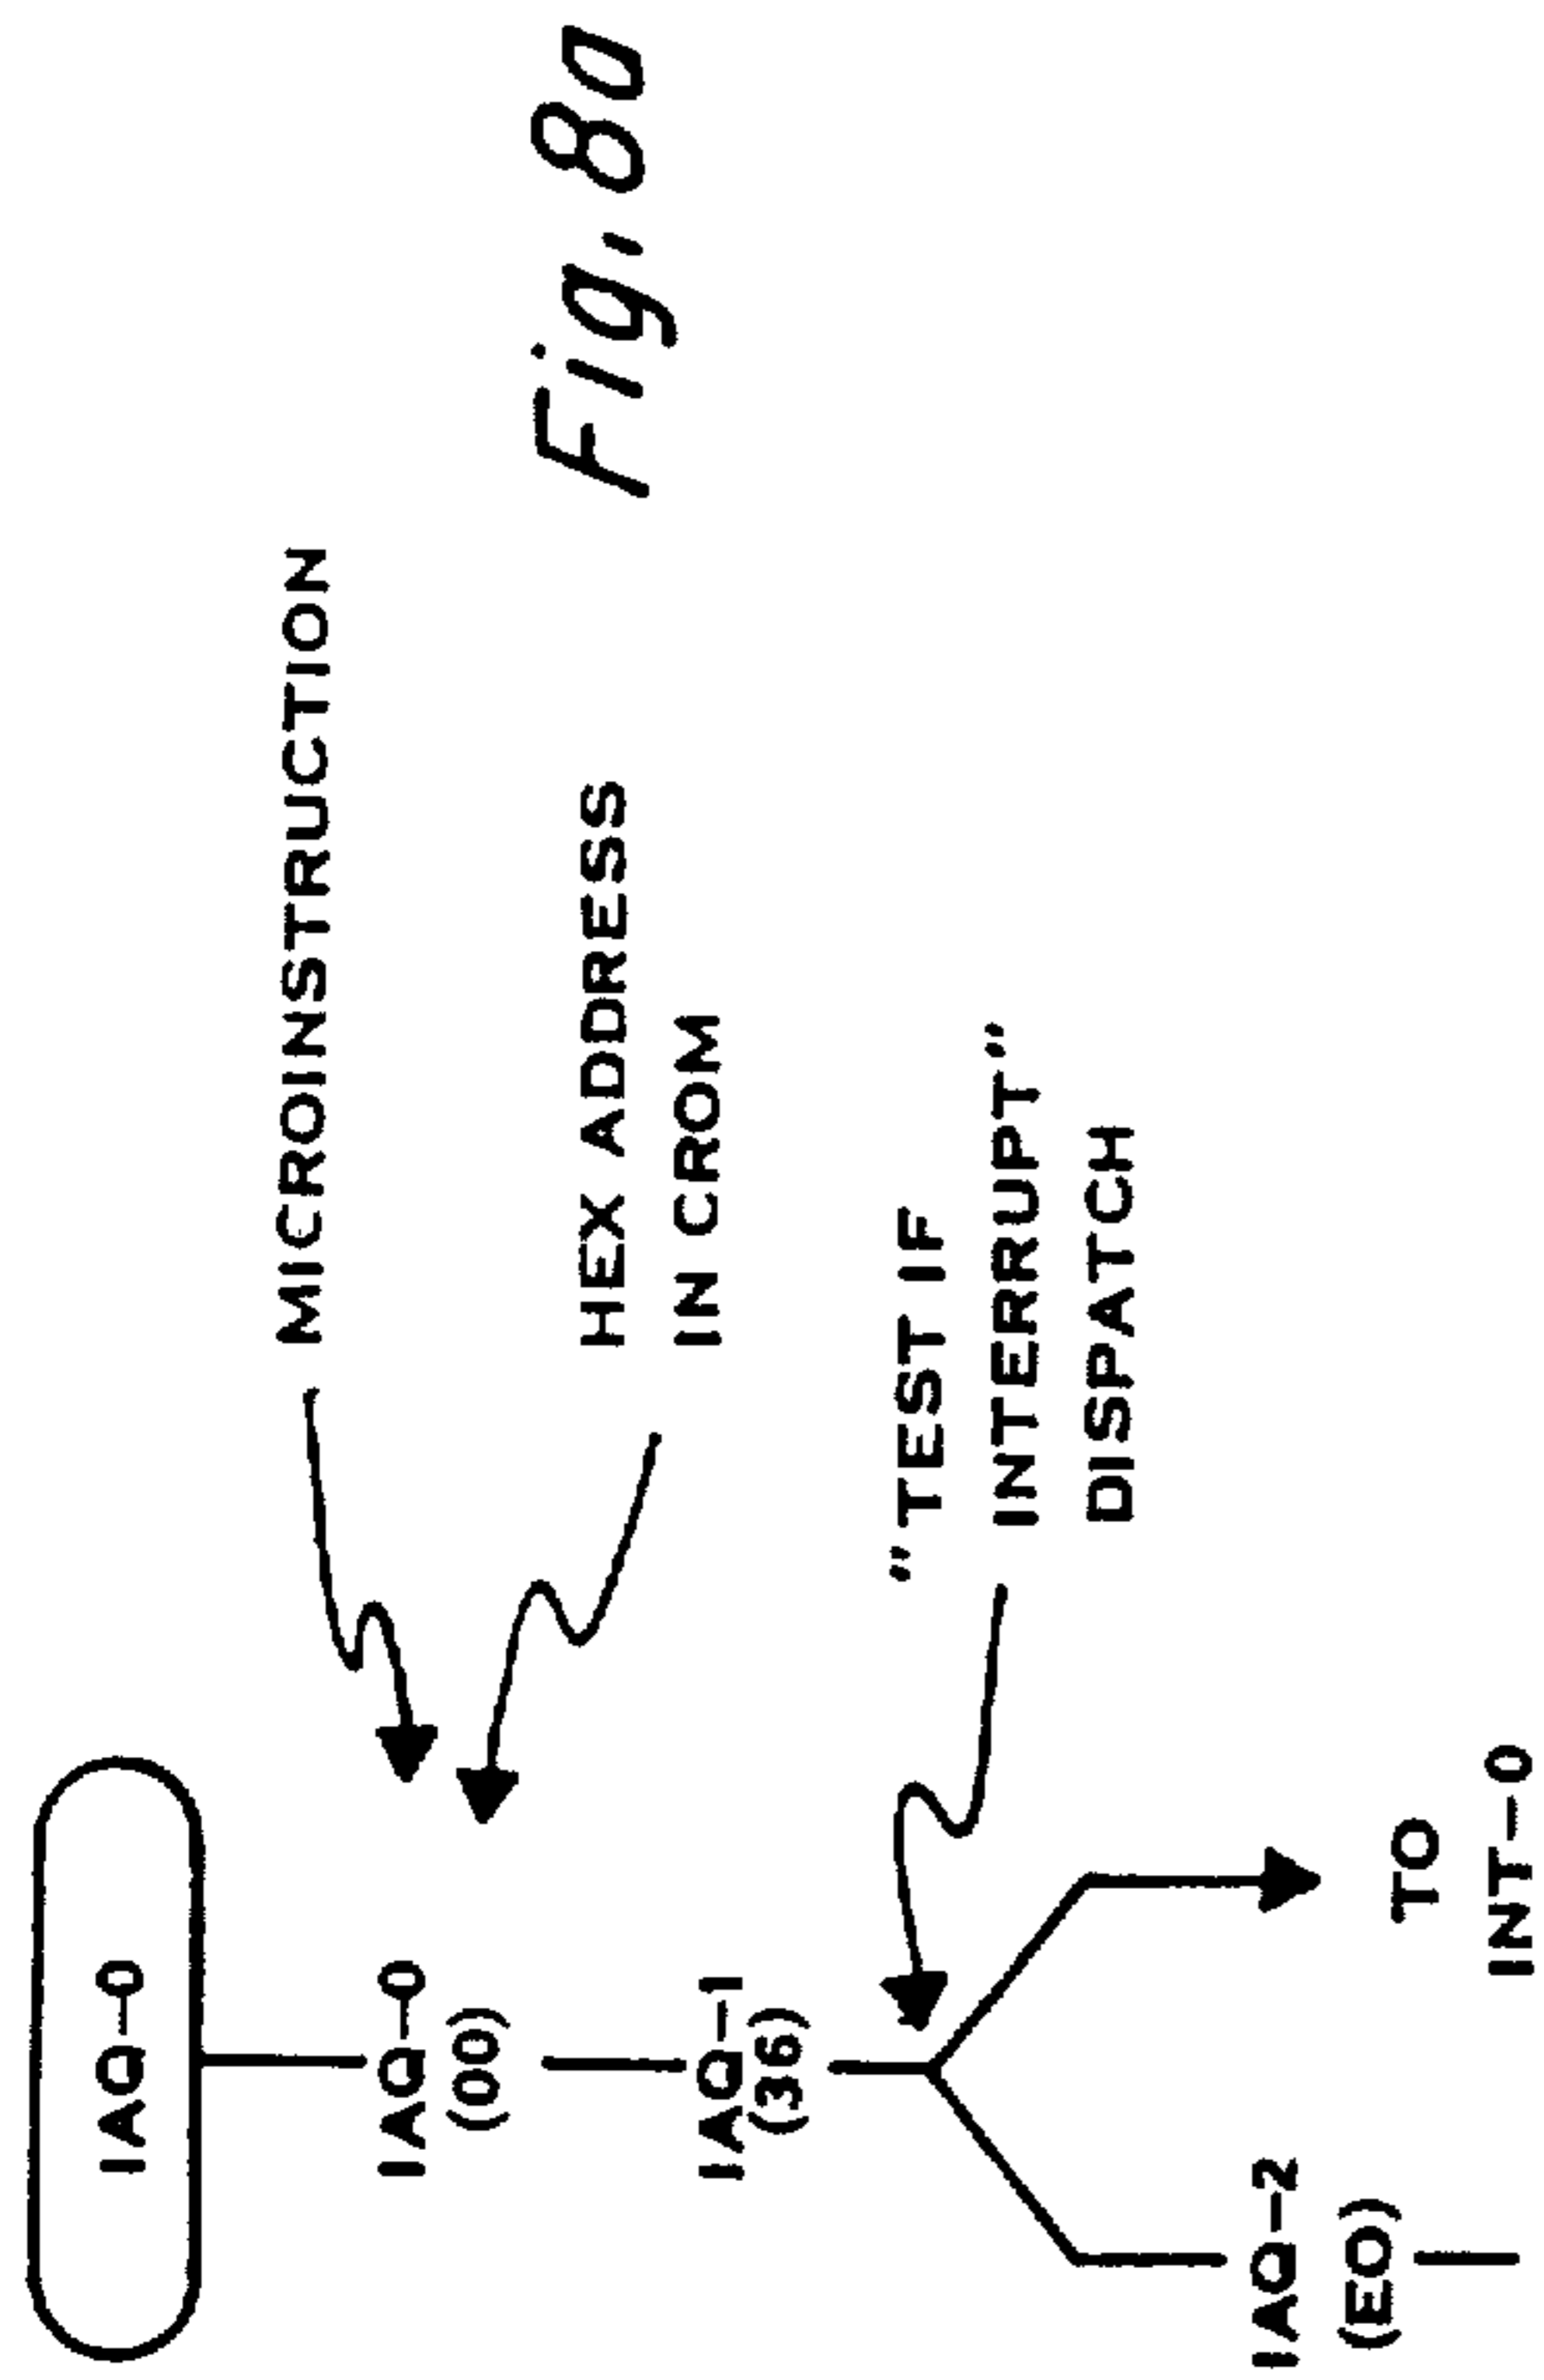 IAQ-0
IAQ-0
(00)
MICROINSTRUCTION
HEX ADDRESS
IN CROM
IAQ-1
(36)
"TEST IF
INTERRUPT"
DISPATCH
IAQ-2
(E0)
TO
INT-0
Fig. 8a